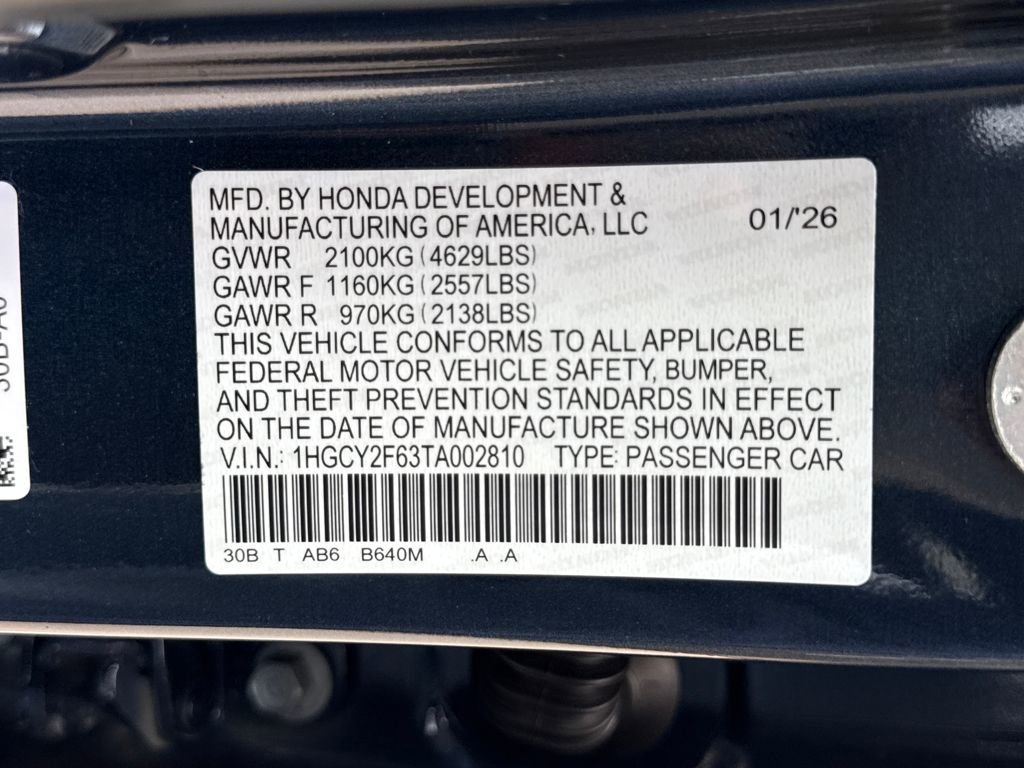 MFD. BY HONDA DEVELOPMENT &
MANUFACTURING OF AMERICA, LLC 01/'26
GVWR 2100KG (4629LBS)
GAWR F 1160KG (2557LBS)
GAWR R 970KG (2138LBS)
THIS VEHICLE CONFORMS TO ALL APPLICABLE
FEDERAL MOTOR VEHICLE SAFETY, BUMPER,
AND THEFT PREVENTION STANDARDS IN EFFECT
ON THE DATE OF MANUFACTURE SHOWN ABOVE.
V.I.N.: 1HGCY2F63TA002810 TYPE: PASSENGER CAR
30B T AB6 B640M .A .A